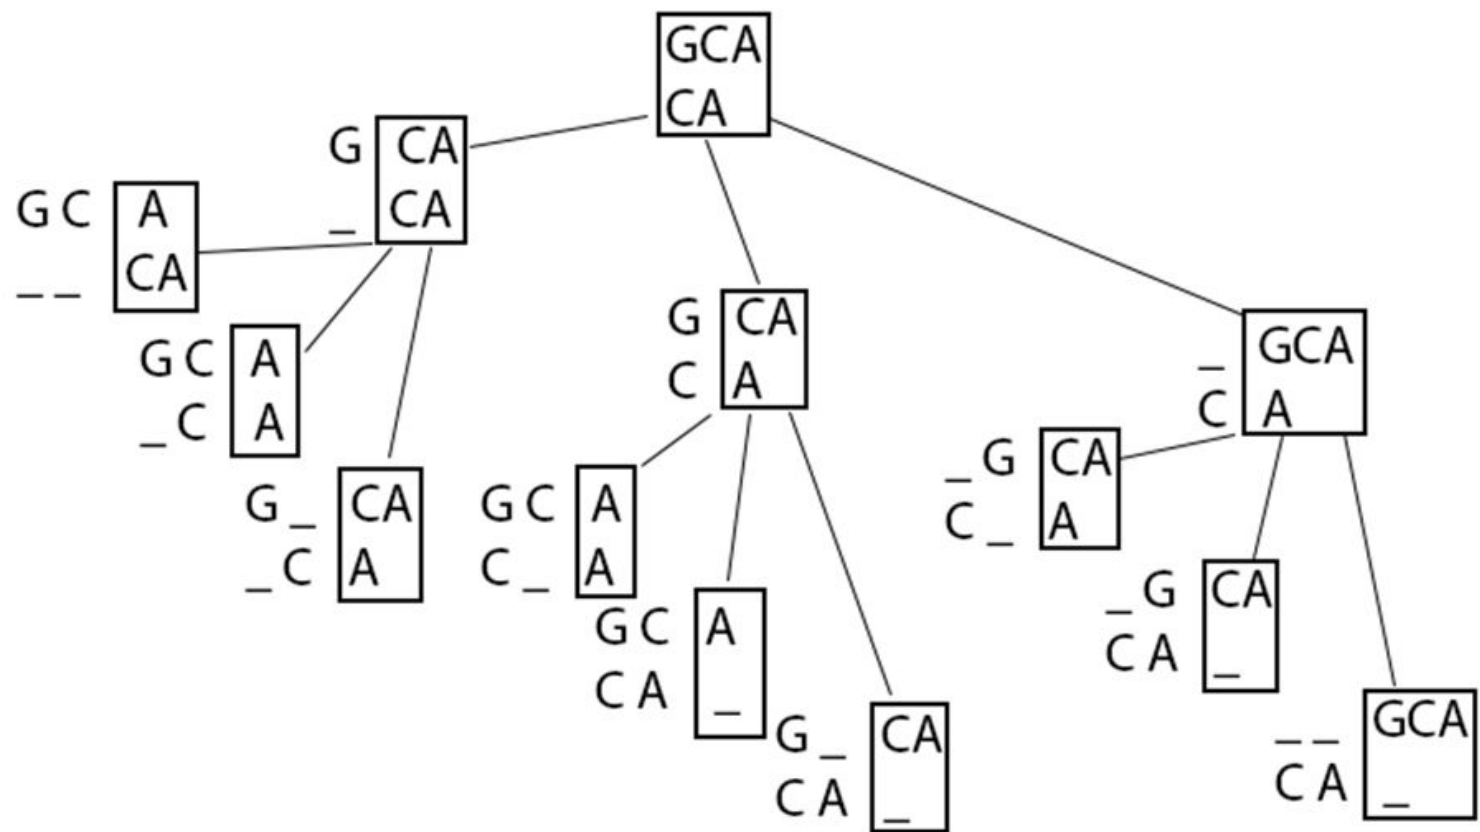 GCA
CA
G CA
_ CA
GC A
_ _ CA
GC A
_C A
G_ CA
_C A
G CA
C A
GC A
C_ A
GC A
CA _
G_ CA
CA _
_ GCA
C A
_G CA
C_ A
_G CA
CA _
_ _ GCA
CA _